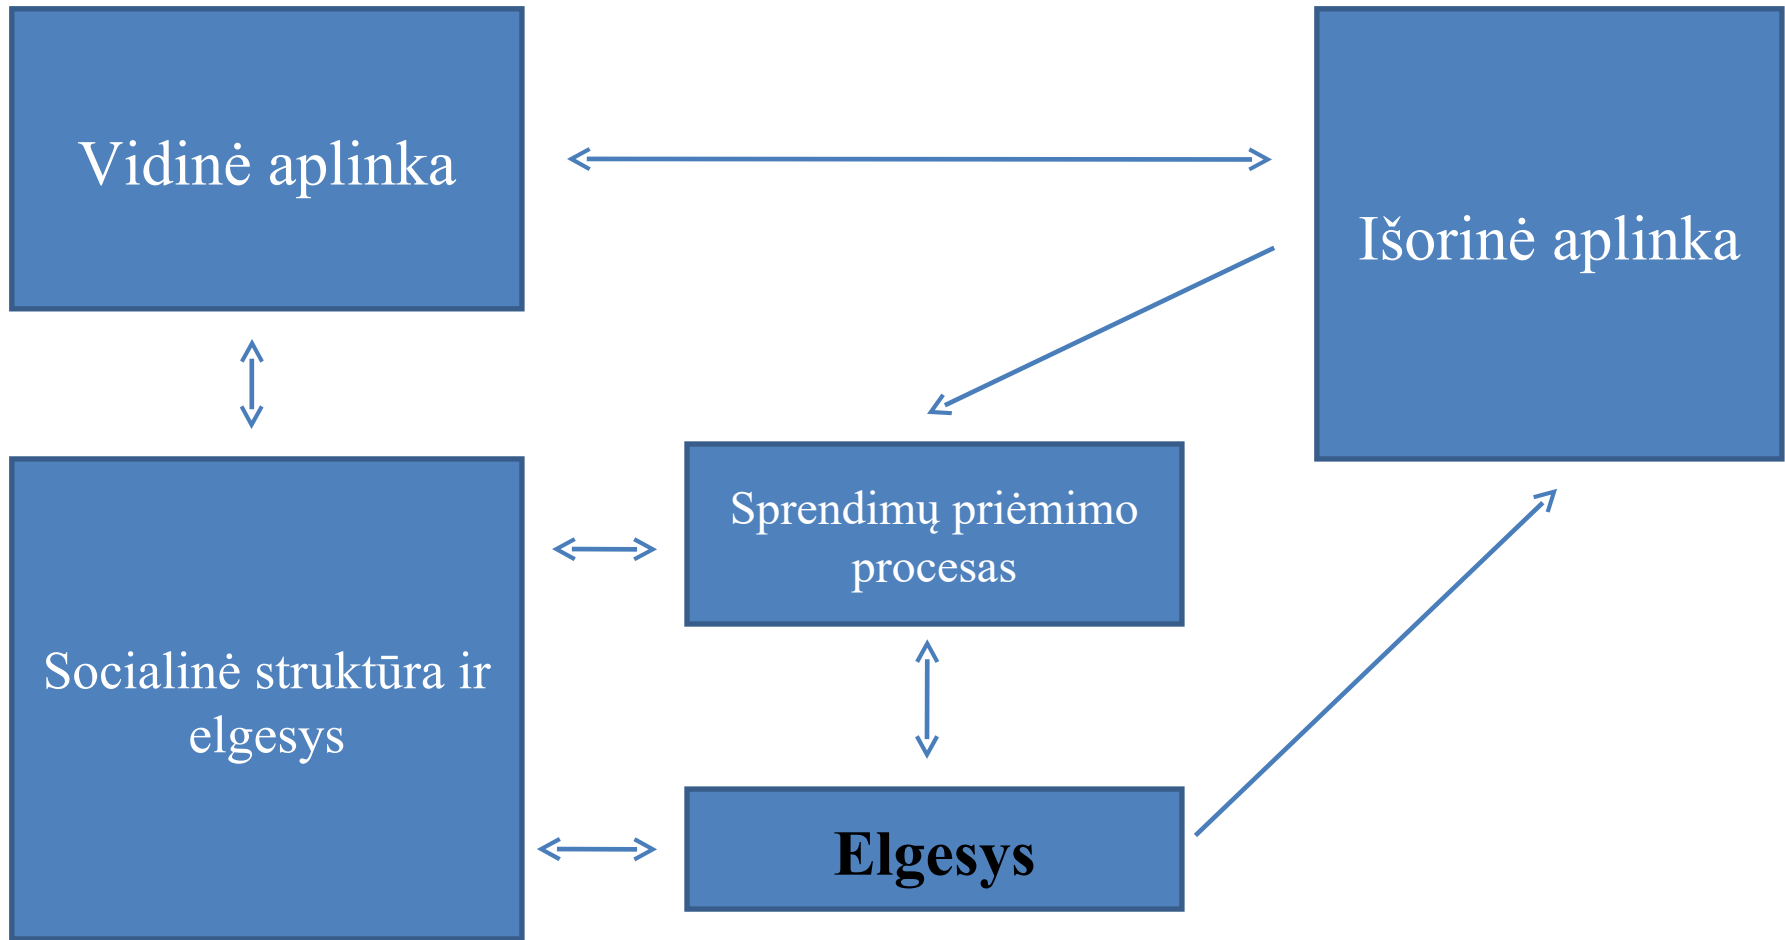 Vidinė aplinka
Išorinė aplinka
Sprendimų priėmimo
procesas
Socialinė struktūra ir
elgesys
Elgesys